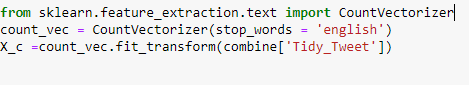 from sklearn.feature_extraction.text import CountVectorizer
count_vec = CountVectorizer(stop_words = 'english')
X_c =count_vec.fit_transform(combine['Tidy_Tweet'])